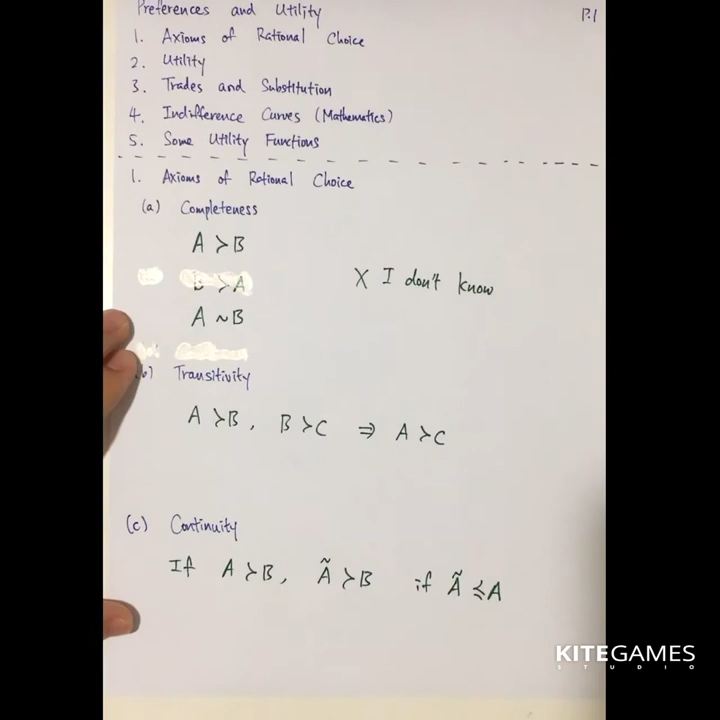 Preferences and Utility
P.1
1. Axioms of Rational Choice
2. Utility
3. Trades and Substitution
4. Indifference Curves (Mathematics)
5. Some Utility Functions
1. Axioms of Rational Choice
(a) Completeness
A ≻ B
B ≻ A
X I don't know
A ~ B
b) Transitivity
A ≻ B, B ≻ C ⇒ A ≻ C
(c) Continuity
If A ≻ B, Ã ≻ B if Ã ≼ A
KITEGAMES
STUDIO